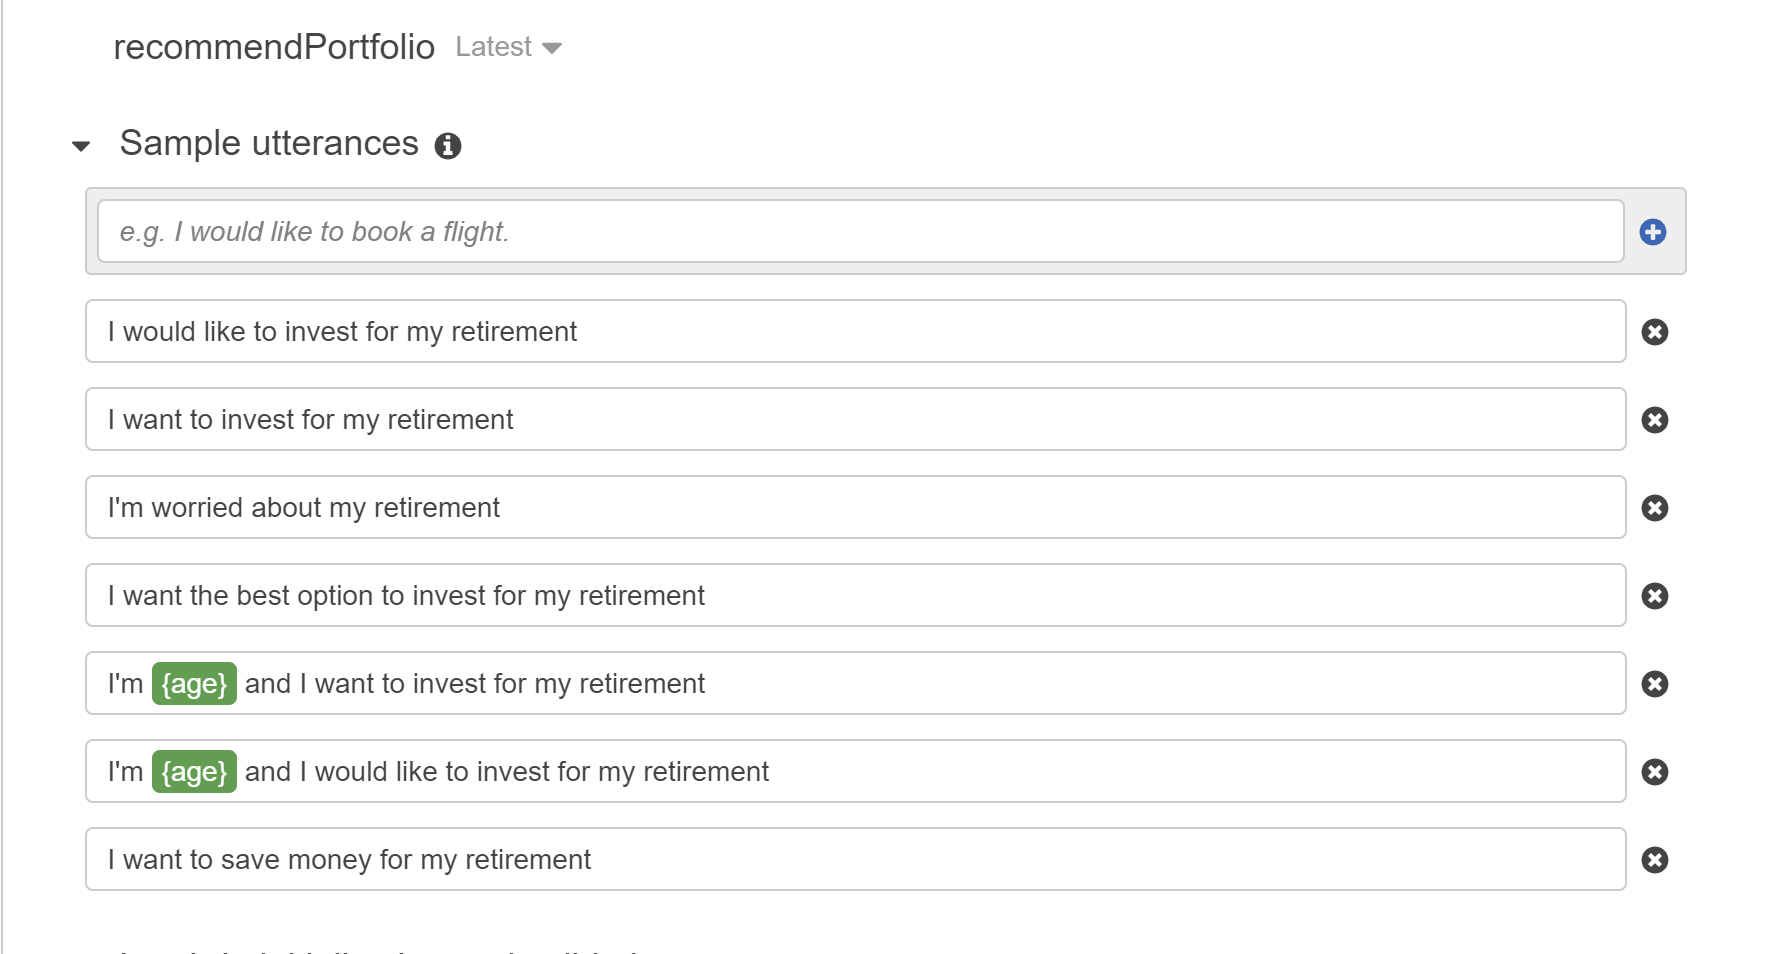 recommendPortfolio Latest
Sample utterances
e.g. I would like to book a flight.
I would like to invest for my retirement
I want to invest for my retirement
I'm worried about my retirement
I want the best option to invest for my retirement
I'm {age} and I want to invest for my retirement
I'm {age} and I would like to invest for my retirement
I want to save money for my retirement